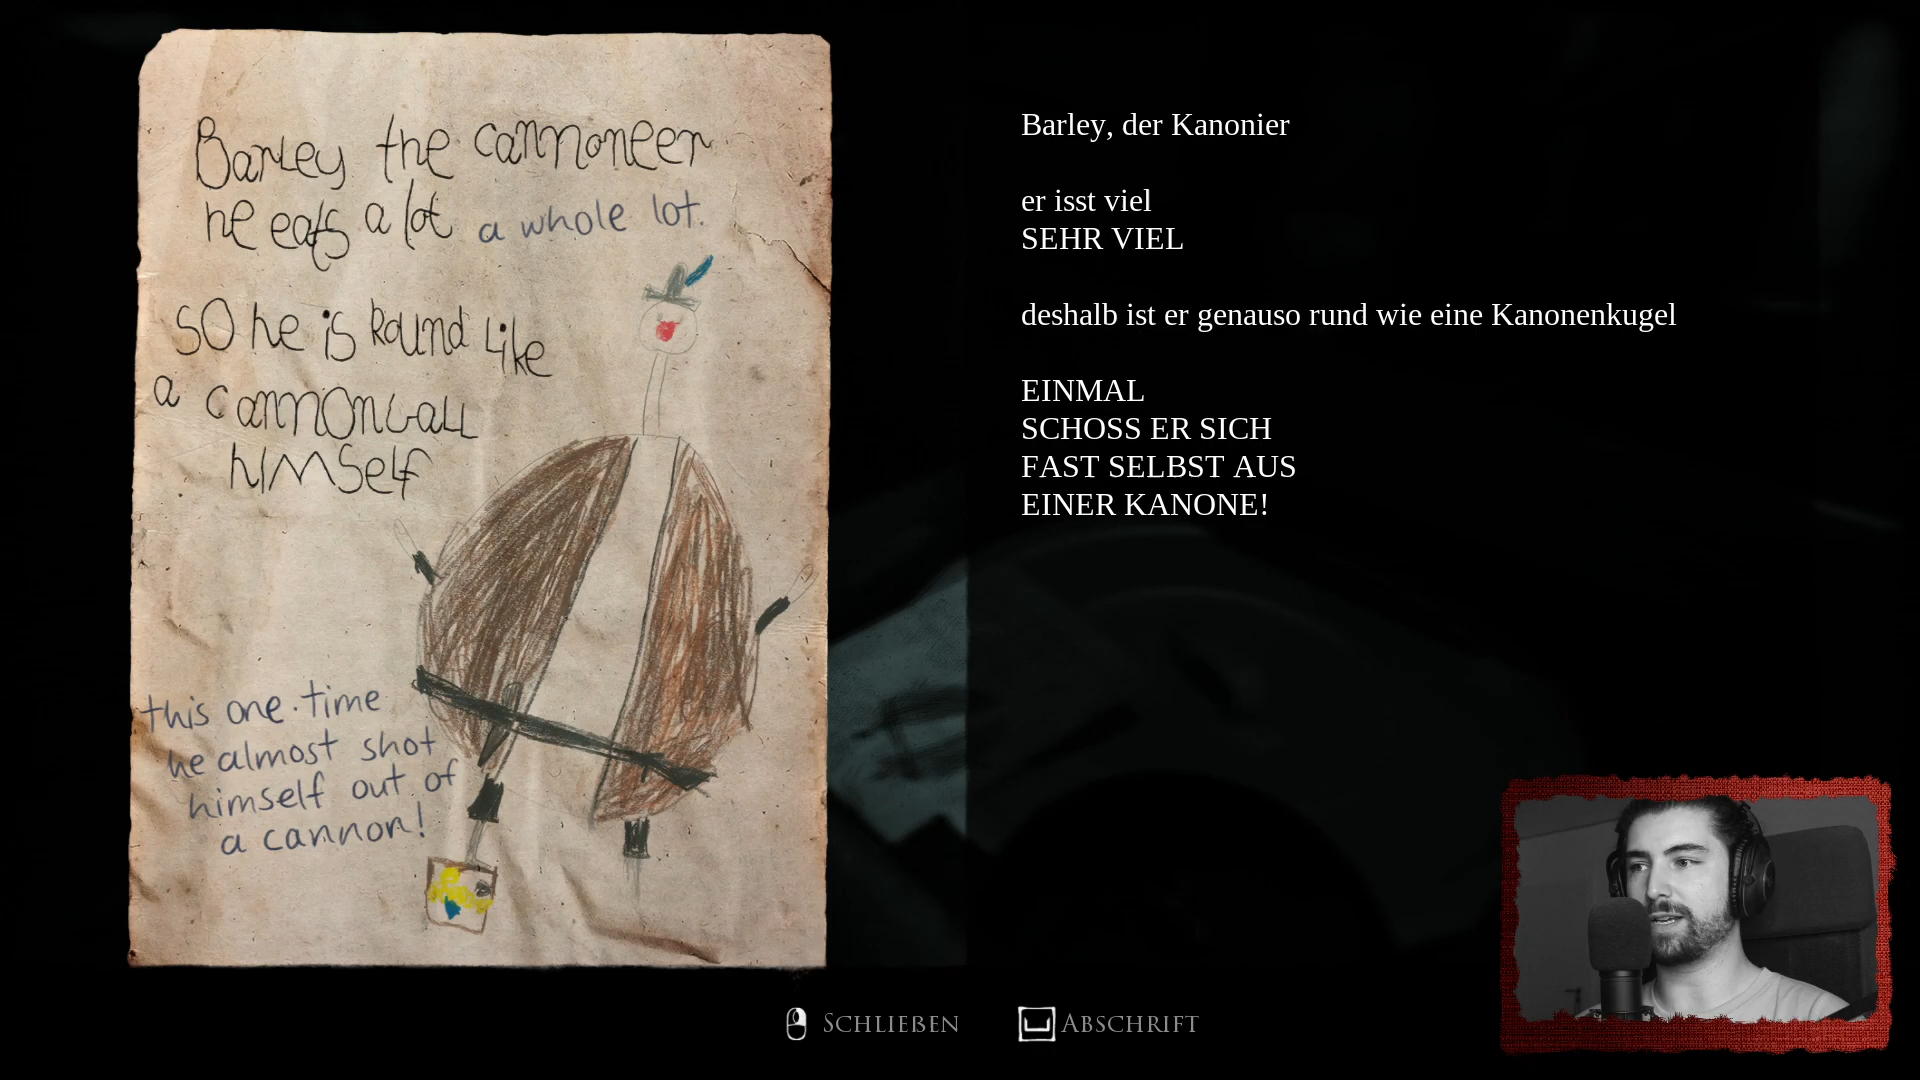 Barley the cannoneer
he eats a lot a whole lot.
so he is Round Like
a cannonball
himself
this one time
he almost shot
himself out of
a cannon!
Barley, der Kanonier
er isst viel
SEHR VIEL
deshalb ist er genauso rund wie eine Kanonenkugel
EINMAL
SCHOSS ER SICH
FAST SELBST AUS
EINER KANONE!
SCHLIEßEN
ABSCHRIFT